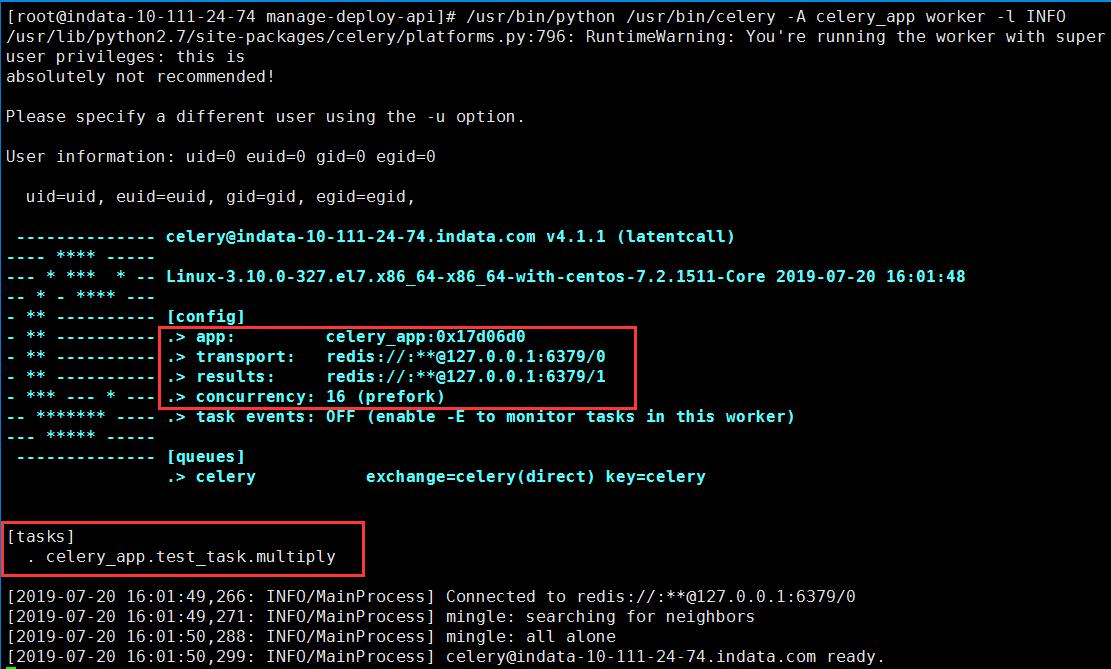 [root@indata-10-111-24-74 manage-deploy-api]# /usr/bin/python /usr/bin/celery -A celery_app worker -l INFO
/usr/lib/python2.7/site-packages/celery/platforms.py:796: RuntimeWarning: You're running the worker with super
user privileges: this is
absolutely not recommended!
Please specify a different user using the -u option.
User information: uid=0 euid=0 gid=0 egid=0
uid=uid, euid=euid, gid=gid, egid=egid,
-------------- celery@indata-10-111-24-74.indata.com v4.1.1 (latentcall)
---- **** -----
--- * ***  * -- Linux-3.10.0-327.el7.x86_64-x86_64-with-centos-7.2.1511-Core 2019-07-20 16:01:48
-- * - **** ---
- ** ---------- [config]
- ** ---------- .> app:         celery_app:0x17d06d0
- ** ---------- .> transport:   redis://:**@127.0.0.1:6379/0
- ** ---------- .> results:     redis://:**@127.0.0.1:6379/1
- *** --- * --- .> concurrency: 16 (prefork)
-- ******* ---- .> task events: OFF (enable -E to monitor tasks in this worker)
--- ***** -----
-------------- [queues]
.> celery           exchange=celery(direct) key=celery
[tasks]
. celery_app.test_task.multiply
[2019-07-20 16:01:49,266: INFO/MainProcess] Connected to redis://:**@127.0.0.1:6379/0
[2019-07-20 16:01:49,271: INFO/MainProcess] mingle: searching for neighbors
[2019-07-20 16:01:50,288: INFO/MainProcess] mingle: all alone
[2019-07-20 16:01:50,299: INFO/MainProcess] celery@indata-10-111-24-74.indata.com ready.